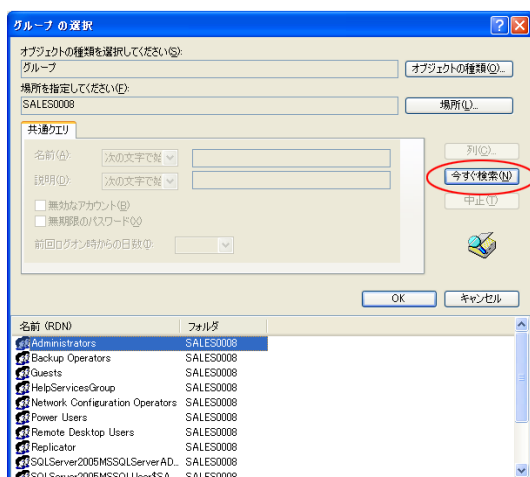 グループ の選択
オブジェクトの種類を選択してください(S):
グループ
オブジェクトの種類(O)...
場所を指定してください(F):
SALES0008
場所(L)...
共通クエリ
名前(A):
次の文字で始
列(C)...
説明(D):
次の文字で始
今すぐ検索(N)
無効なアカウント(B)
中止(T)
無期限のパスワード(X)
前回ログオン時からの日数(I):
OK
キャンセル
名前 (RDN) フォルダ
Administrators SALES0008
Backup Operators SALES0008
Guests SALES0008
HelpServicesGroup SALES0008
Network Configuration Operators SALES0008
Power Users SALES0008
Remote Desktop Users SALES0008
Replicator SALES0008
SQLServer2005MSSQLServerAD... SALES0008
SQLServer2005MSSQLUser$SA... SALES0008